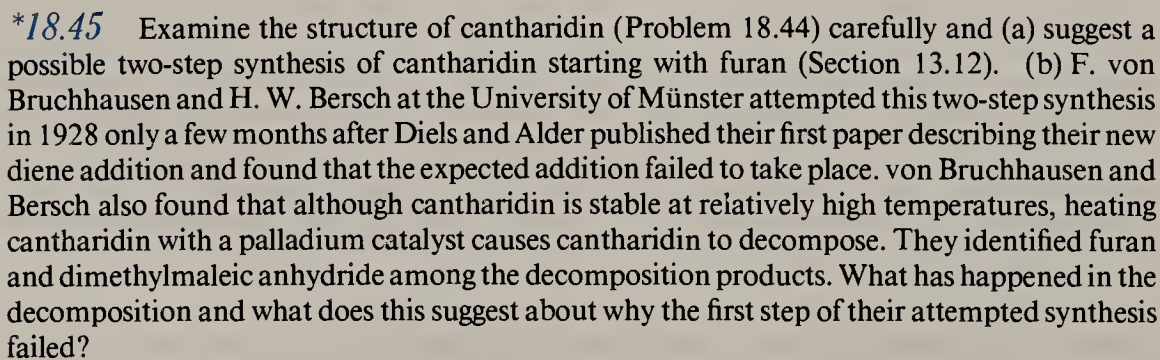 *18.45 Examine the structure of cantharidin (Problem 18.44) carefully and (a) suggest a
possible two-step synthesis of cantharidin starting with furan (Section 13.12). (b) F. von
Bruchhausen and H. W. Bersch at the University of Münster attempted this two-step synthesis
in 1928 only a few months after Diels and Alder published their first paper describing their new
diene addition and found that the expected addition failed to take place. von Bruchhausen and
Bersch also found that although cantharidin is stable at relatively high temperatures, heating
cantharidin with a palladium catalyst causes cantharidin to decompose. They identified furan
and dimethylmaleic anhydride among the decomposition products. What has happened in the
decomposition and what does this suggest about why the first step of their attempted synthesis
failed?